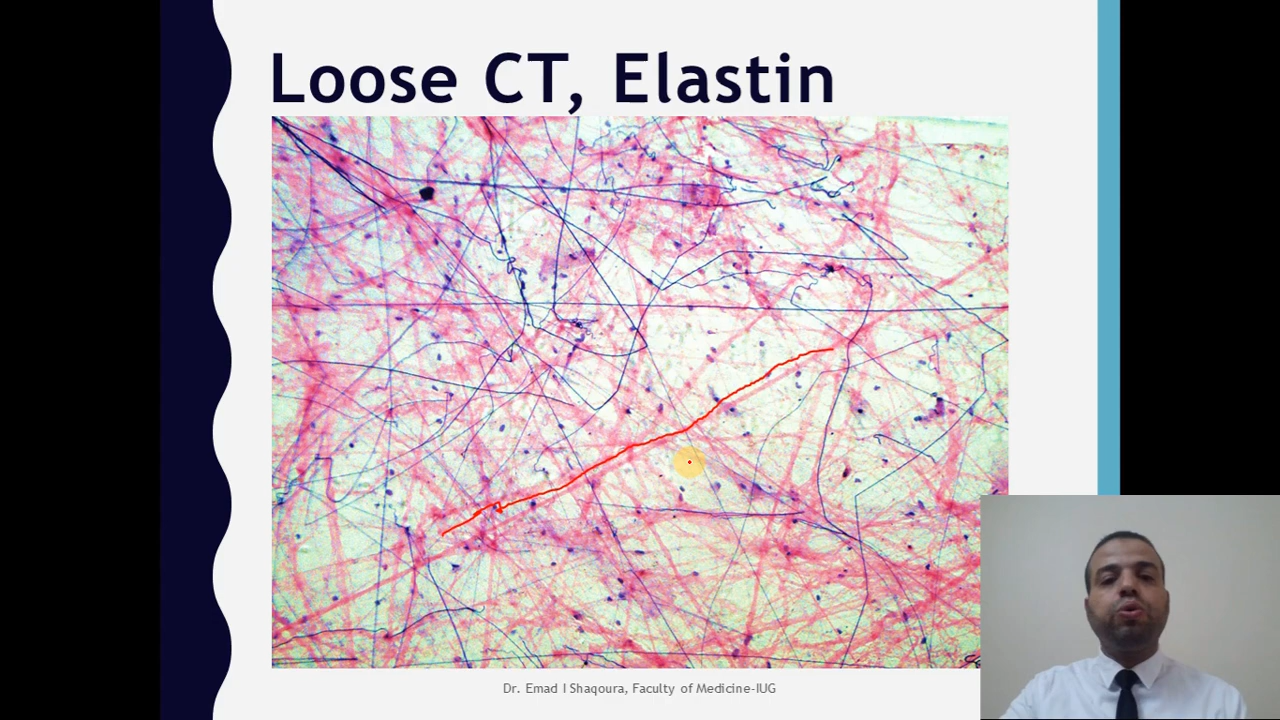 Loose CT, Elastin
Dr. Emad I Shaqoura, Faculty of Medicine-IUG